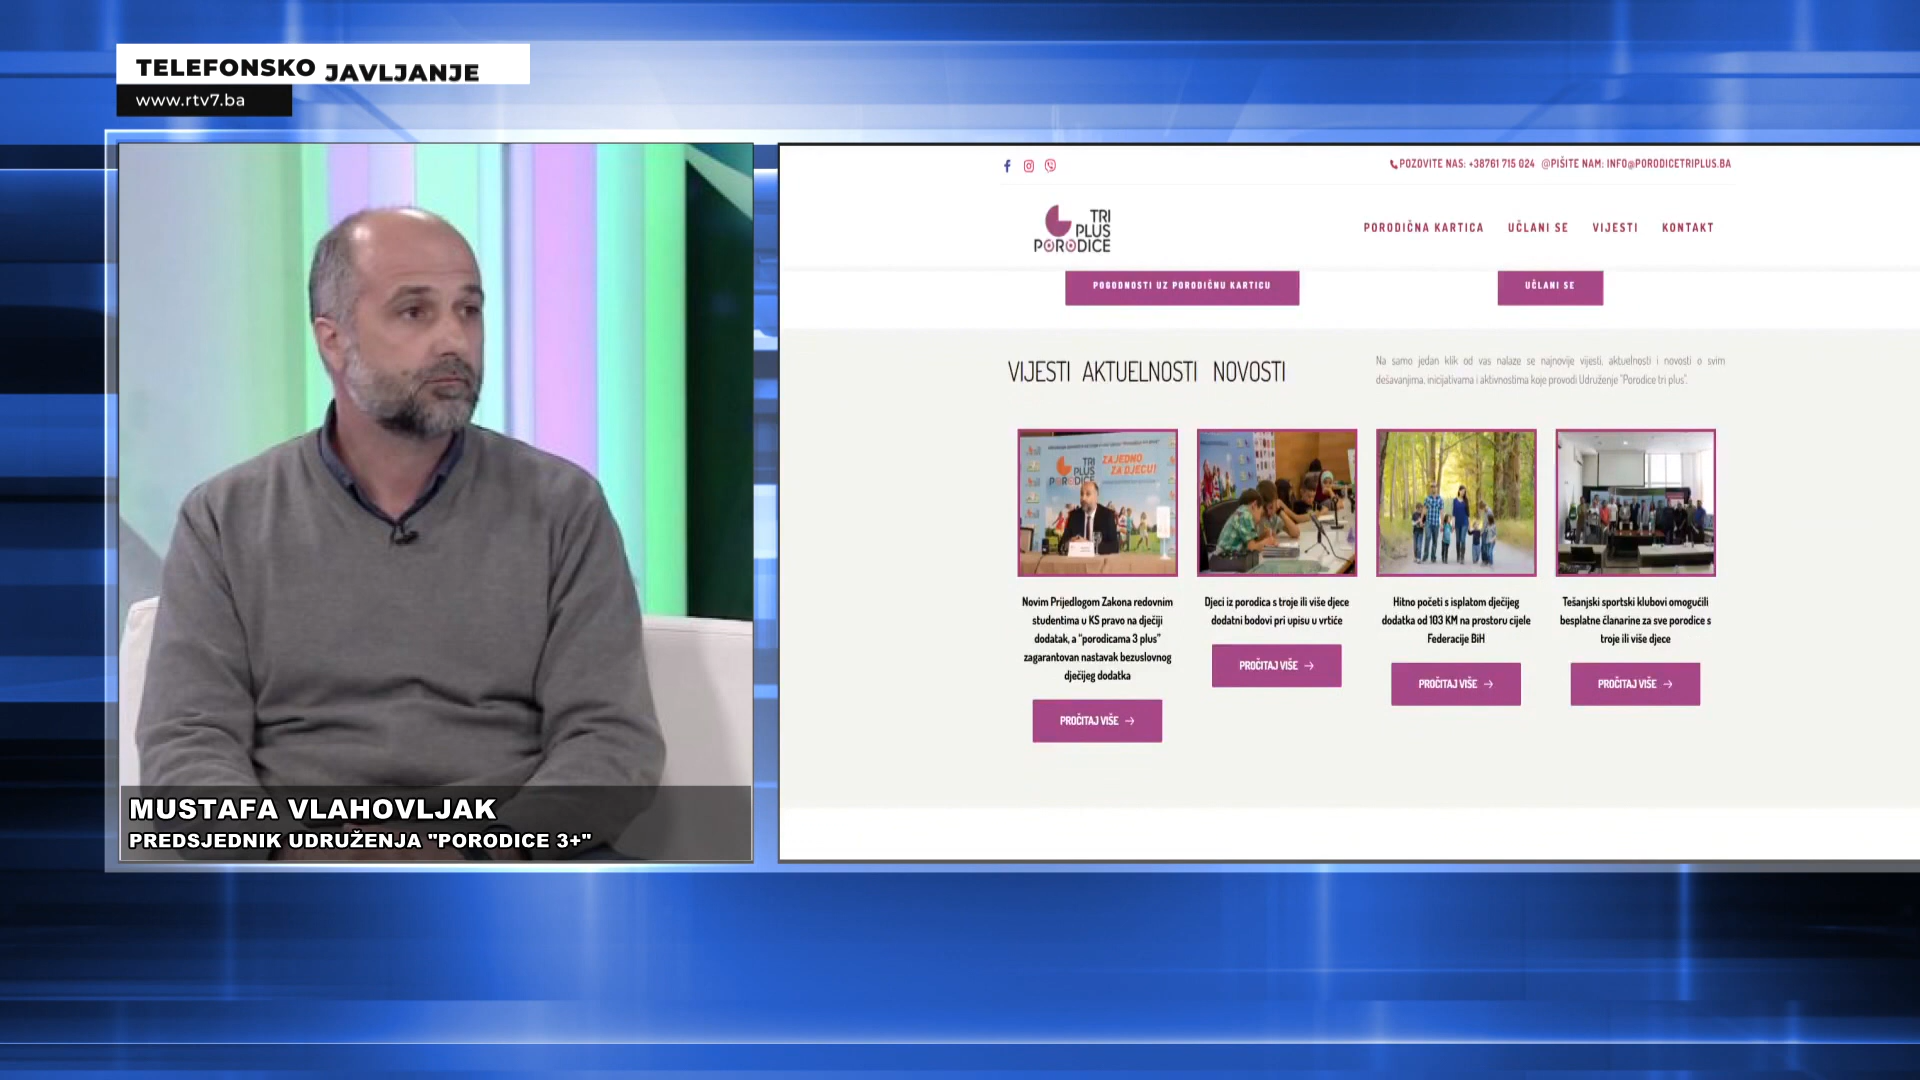 TELEFONSKO JAVLJANJE
www.rtv7.ba
MUSTAFA VLAHOVLJAK
PREDSJEDNIK UDRUŽENJA "PORODICE 3+"
POZOVITE NAS: +38761 715 024 @PIŠITE NAM: INFO@PORODICETRIPLUS.BA
TRI
PLUS
PORODICE
PORODIČNA KARTICA UČLANI SE VIJESTI KONTAKT
POGODNOSTI UZ PORODIČNU KARTICU
UČLANI SE
VIJESTI AKTUELNOSTI NOVOSTI
Na samo jedan klik od vas nalaze se najnovije vijesti, aktuelnosti i novosti o svim
dešavanjima, inicijativama i aktivnostima koje provodi Udruženje "Porodice tri plus".
TRI
PLUS
PORODICE
ZAJEDNO
ZA DJECU!
Novim Prijedlogom Zakona redovnim
studentima u KS pravo na dječiji
dodatak, a "porodicama 3 plus"
zagarantovan nastavak bezuslovnog
dječijeg dodatka
PROČITAJ VIŠE →
Djeci iz porodica s troje ili više djece
dodatni bodovi pri upisu u vrtiće
PROČITAJ VIŠE →
Hitno početi s isplatom dječijeg
dodatka od 103 KM na prostoru cijele
Federacije BiH
PROČITAJ VIŠE →
Tešanjski sportski klubovi omogućili
besplatne članarine za sve porodice s
troje ili više djece
PROČITAJ VIŠE →